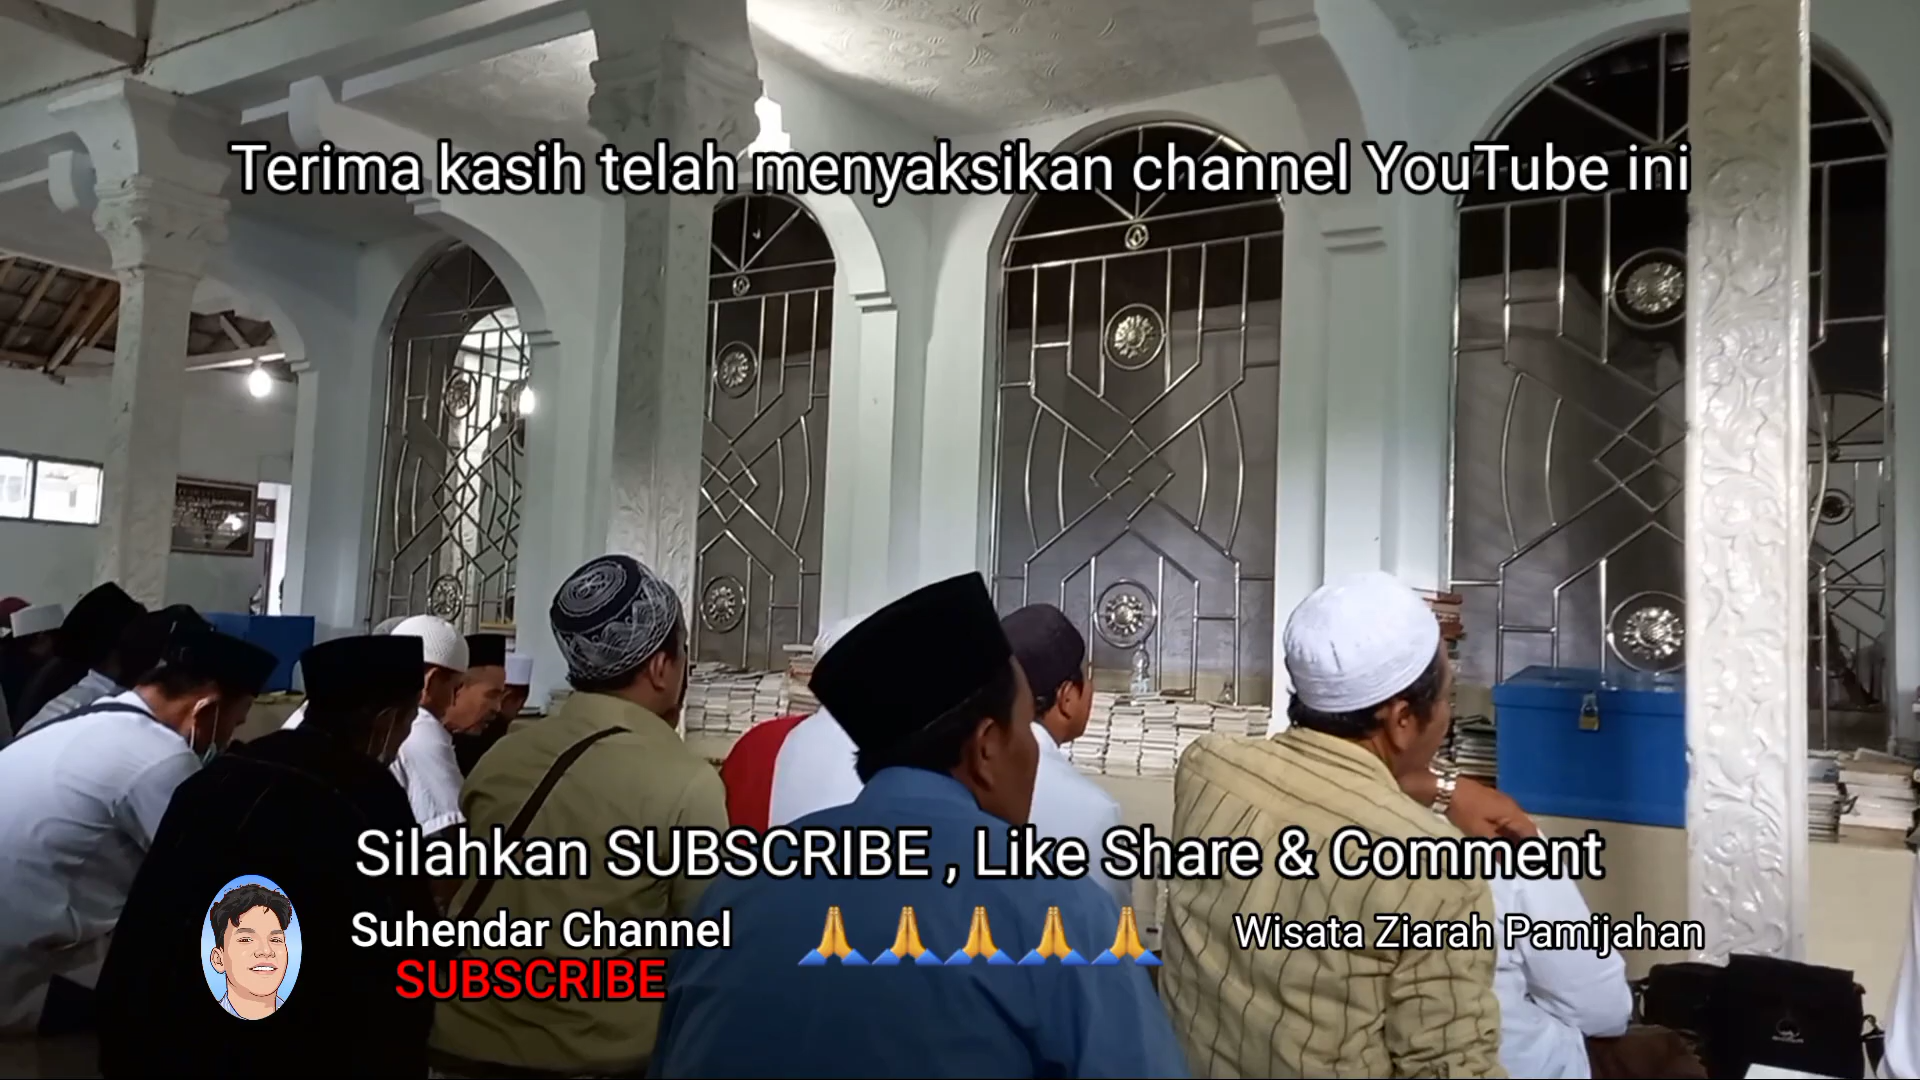 Terima kasih telah menyaksikan channel YouTube ini
Silahkan SUBSCRIBE , Like Share & Comment
Suhendar Channel
SUBSCRIBE
🙏🙏🙏🙏🙏
Wisata Ziarah Pamijahan